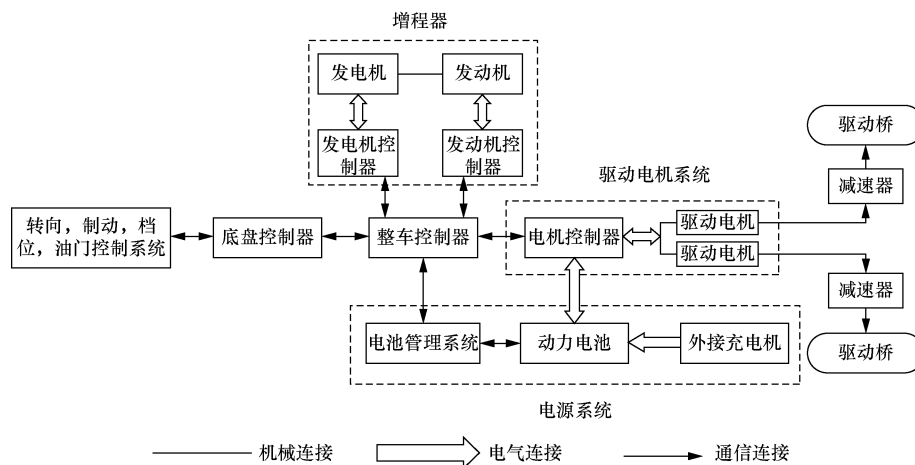 增程器
发电机
发动机
发电机控
制器
发动机控
制器
驱动电机系统
驱动桥
减速器
转向，制动，档
位，油门控制系统
底盘控制器
整车控制器
电机控制器
驱动电机
驱动电机
减速器
驱动桥
电池管理系统
动力电池
外接充电机
电源系统
机械连接
电气连接
通信连接